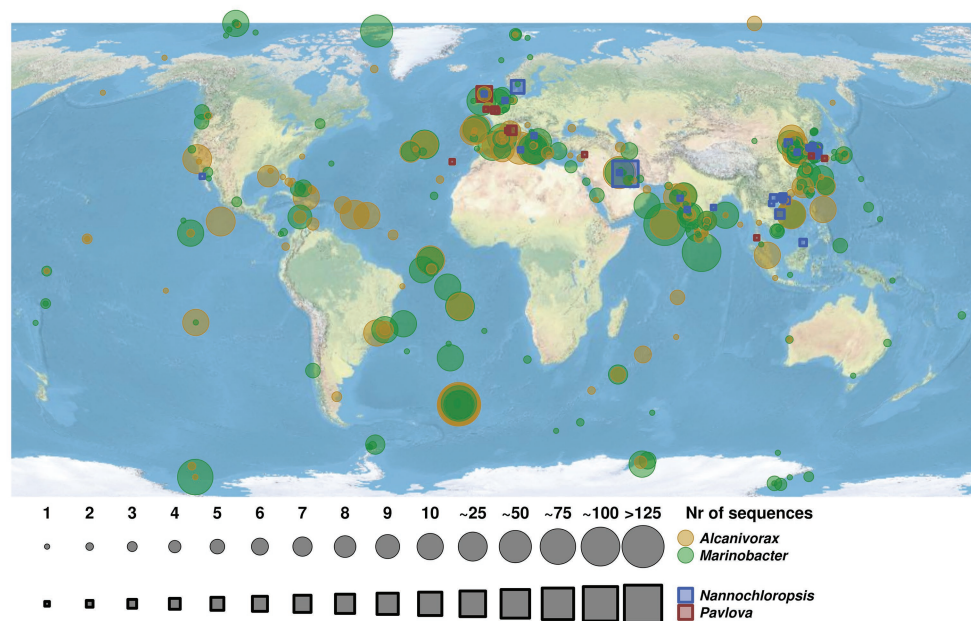 1 2 3 4 5 6 7 8 9 10 ~25 ~50 ~75 ~100 >125 Nr of sequences
Alcanivorax
Marinobacter
Nannochloropsis
Pavlova